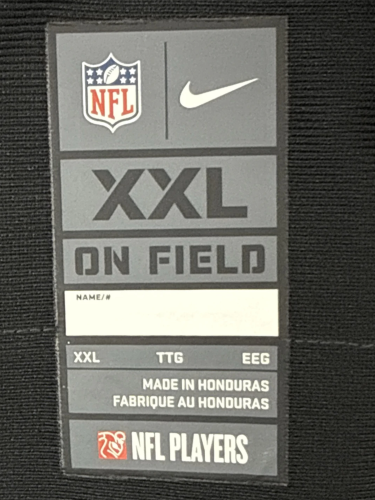 NFL
XXL
ON FIELD
NAME/#
XXL TTG EEG
MADE IN HONDURAS
FABRIQUE AU HONDURAS
NFL PLAYERS